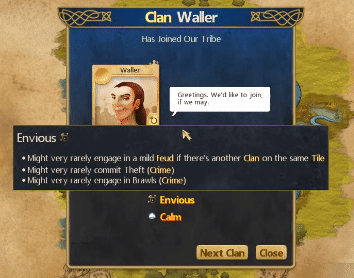 Clan Waller
Has Joined Our Tribe
Waller
Greetings. We'd like to join,
if we may.
Envious
• Might very rarely engage in a mild Feud if there's another Clan on the same Tile
• Might very rarely commit Theft (Crime)
• Might very rarely engage in Brawls (Crime)
Envious
Calm
Next Clan
Close